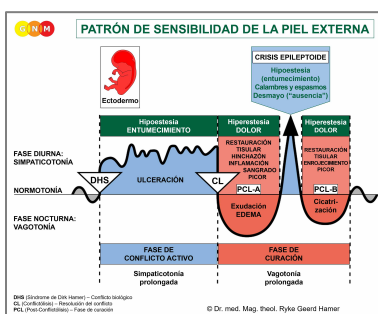 GNM
PATRÓN DE SENSIBILIDAD DE LA PIEL EXTERNA
CRISIS EPILEPTOIDE
Hipoestesia
(entumecimiento)
Calambres y espasmos
Desmayo ("ausencia")
Ectodermo
Hipoestesia
ENTUMECIMIENTO
Hiperestesia
DOLOR
Hiperestesia
DOLOR
FASE DIURNA:
SIMPATICOTONÍA
RESTAURACIÓN
TISULAR
HINCHAZÓN
INFLAMACIÓN
SANGRADO
PICOR
RESTAURACIÓN
TISULAR
ENROJECIMIENTO
PICOR
DHS
ULCERACIÓN
CL
PCL-A
PCL-B
NORMOTONÍA
FASE NOCTURNA:
VAGOTONÍA
Exudación
EDEMA
Cicatri-
zación
FASE DE
CONFLICTO ACTIVO
FASE DE
CURACIÓN
Simpaticotonía
prolongada
Vagotonía
prolongada
DHS (Síndrome de Dirk Hamer) – Conflicto biológico
CL (Conflictólisis) – Resolución del conflicto
PCL (Post-Conflictólisis) – Fase de curación
© Dr. med. Mag. theol. Ryke Geerd Hamer